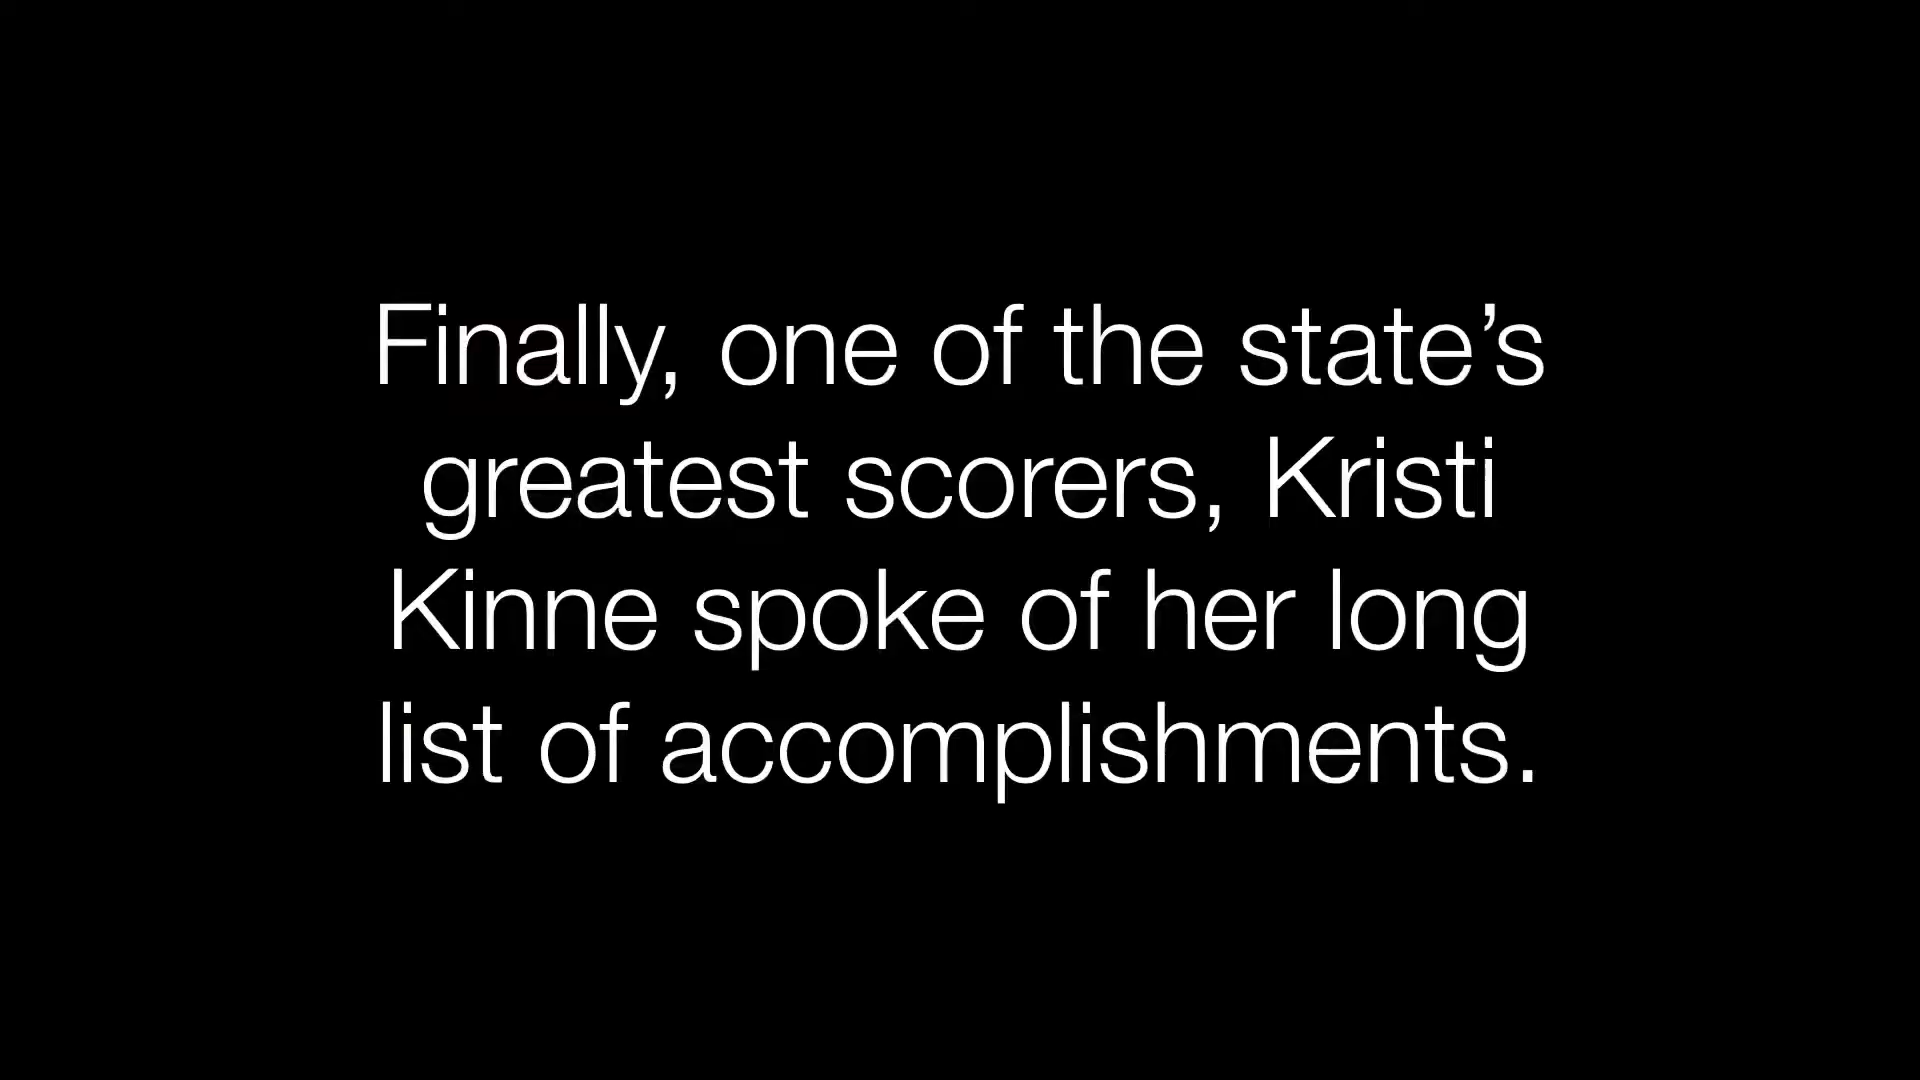 Finally, one of the state’s
greatest scorers, Kristi
Kinne spoke of her long
list of accomplishments.